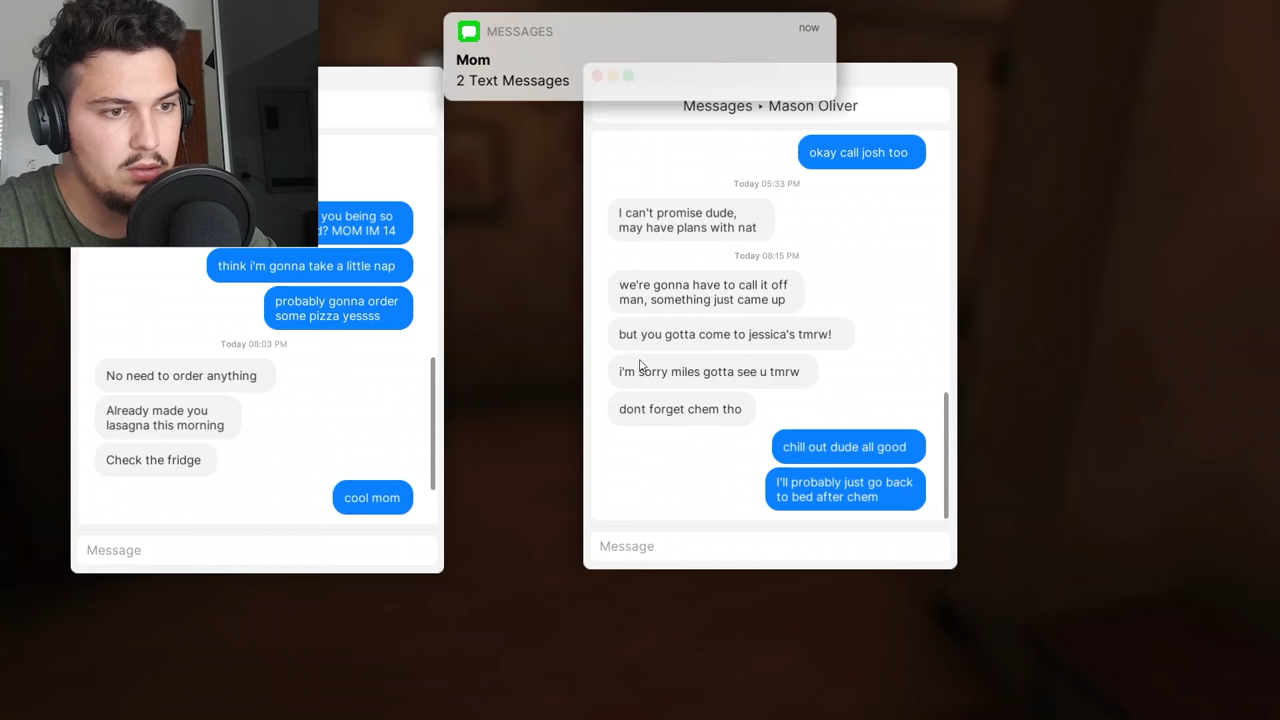 MESSAGES
now
Mom
2 Text Messages
you being so
? MOM IM 14
think i'm gonna take a little nap
probably gonna order
some pizza yessss
Today 08:03 PM
No need to order anything
Already made you
lasagna this morning
Check the fridge
cool mom
Message
Messages ‣ Mason Oliver
okay call josh too
Today 05:33 PM
I can't promise dude,
may have plans with nat
Today 08:15 PM
we're gonna have to call it off
man, something just came up
but you gotta come to jessica's tmrw!
i'm sorry miles gotta see u tmrw
dont forget chem tho
chill out dude all good
I'll probably just go back
to bed after chem
Message